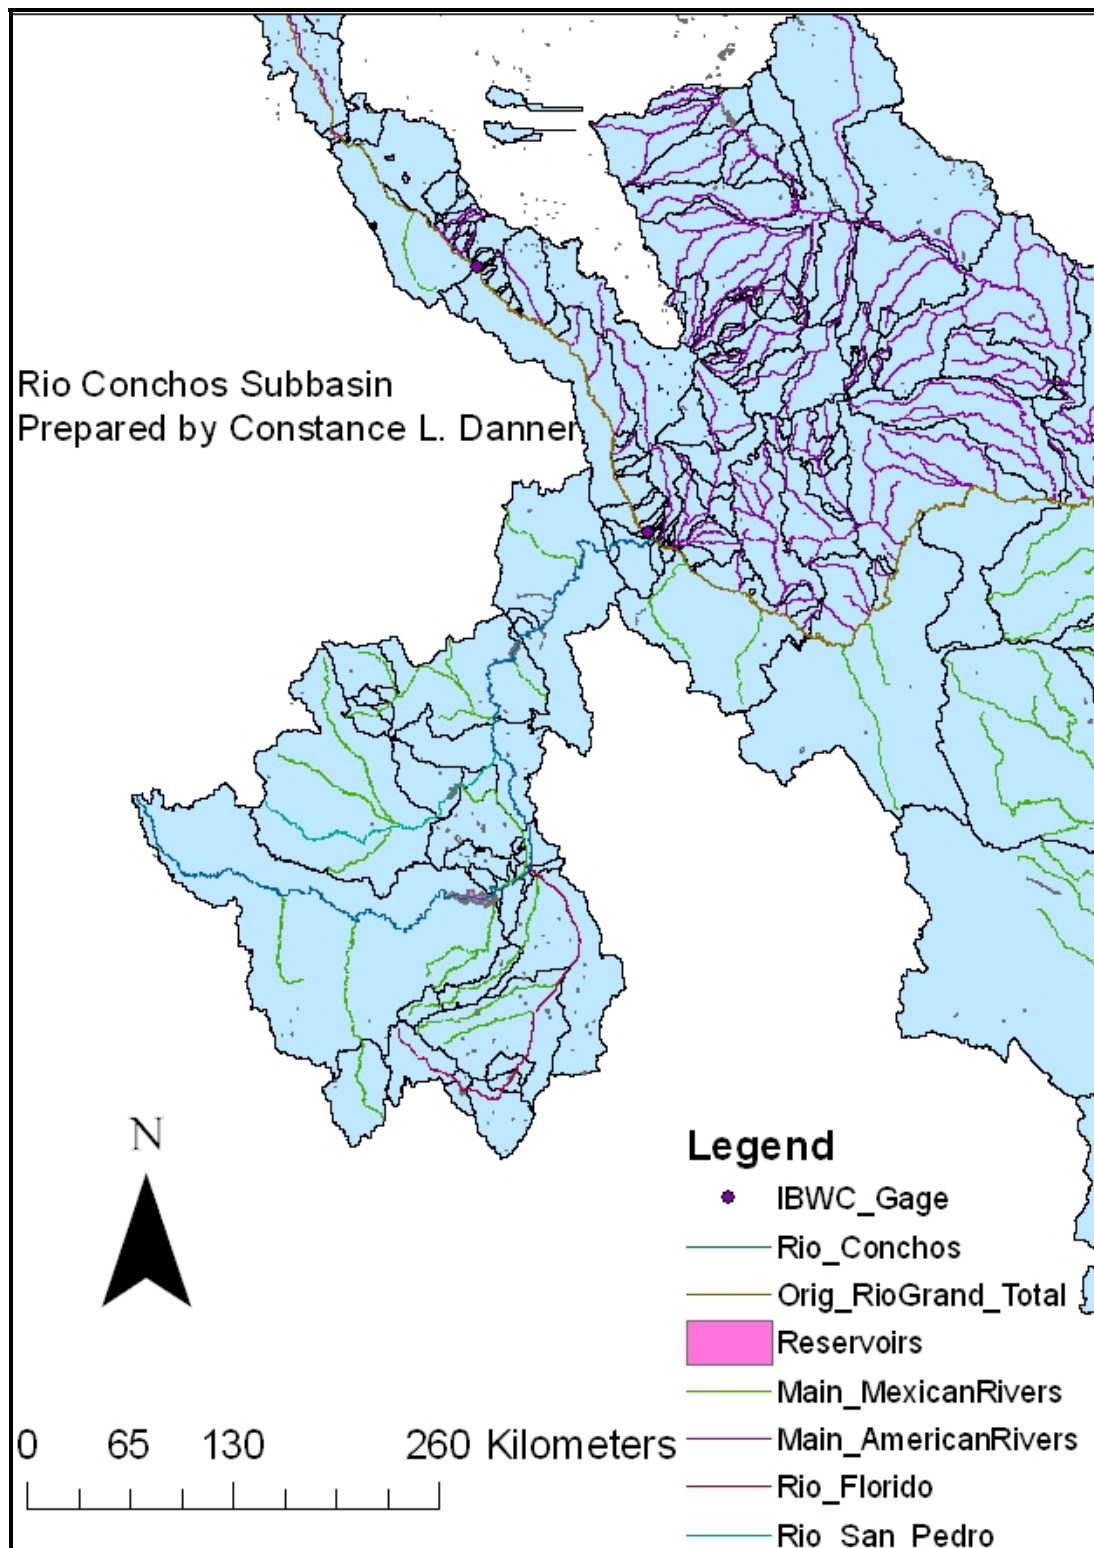 Rio Conchos Subbasin
Prepared by Constance L. Danner
N
Legend
IBWC_Gage
Rio_Conchos
Orig_RioGrand_Total
Reservoirs
Main_MexicanRivers
Main_AmericanRivers
Rio_Florido
Rio_San_Pedro
0 65 130 260 Kilometers